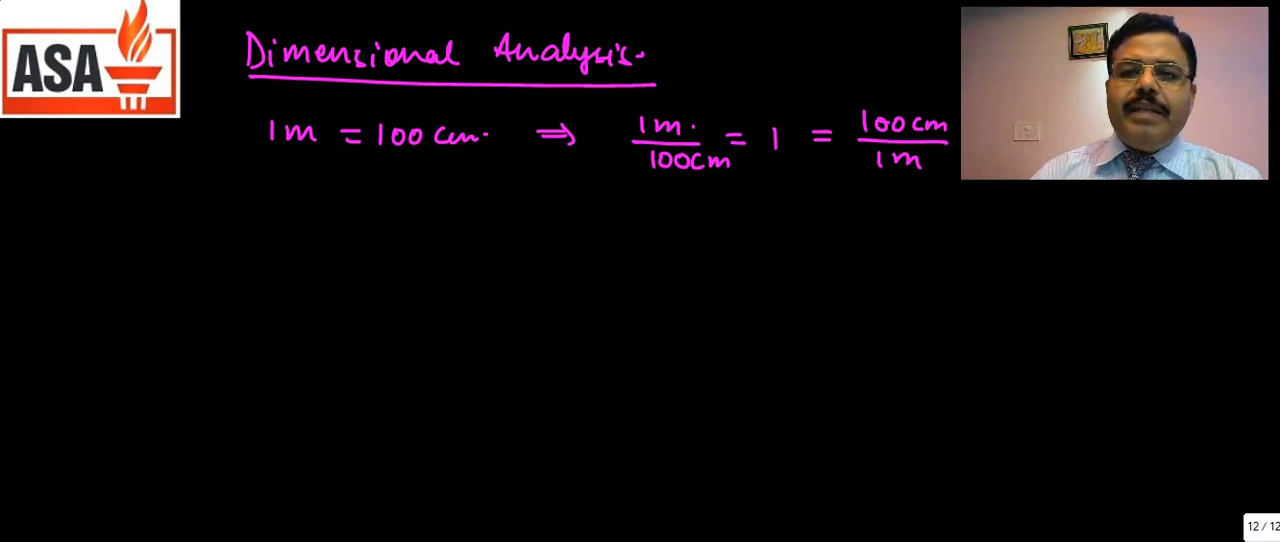 ASA
Dimensional Analysis.
1m = 100 cm. ⇒ 1m. / 100cm = 1 = 100cm / 1m
12 / 12